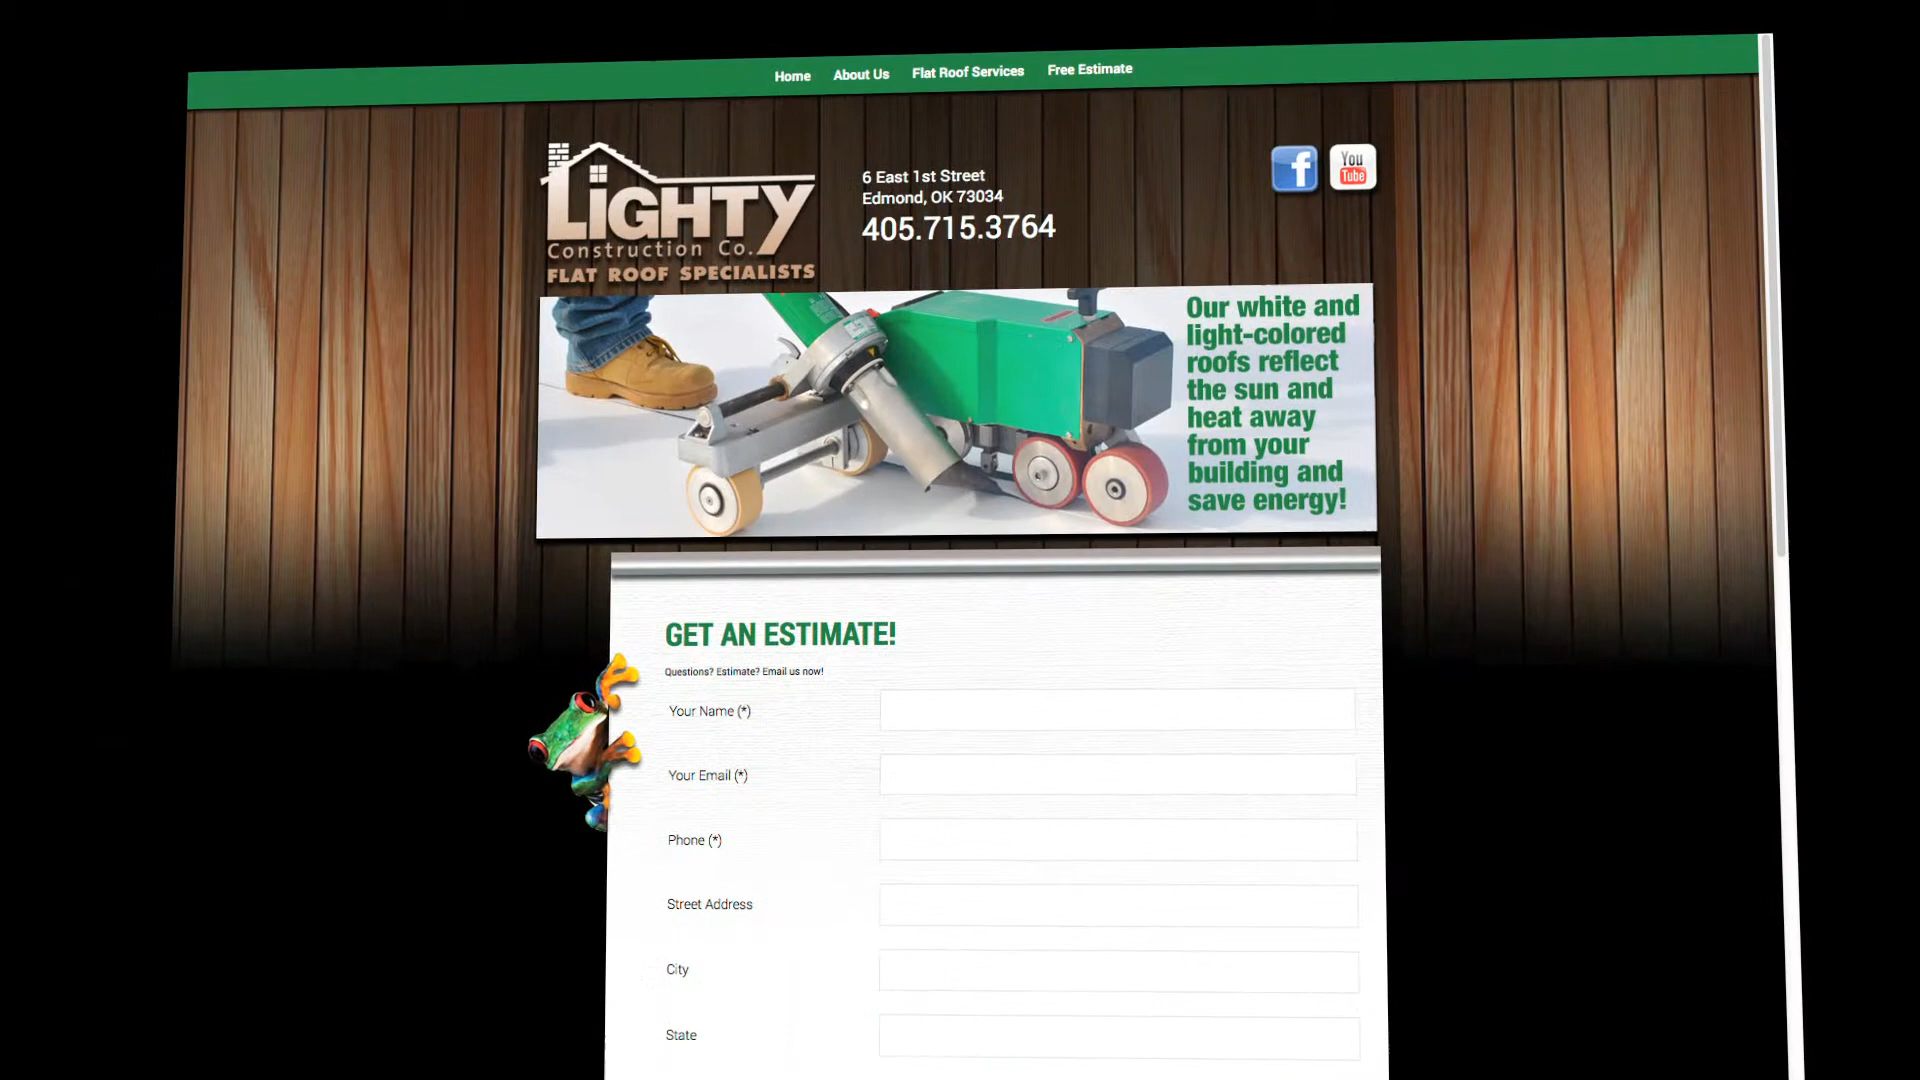 Home About Us Flat Roof Services Free Estimate
LIGHTY
Construction Co.
FLAT ROOF SPECIALISTS
6 East 1st Street
Edmond, OK 73034
405.715.3764
f
You
Tube
Our white and
light-colored
roofs reflect
the sun and
heat away
from your
building and
save energy!
GET AN ESTIMATE!
Questions? Estimate? Email us now!
Your Name (*)
Your Email (*)
Phone (*)
Street Address
City
State